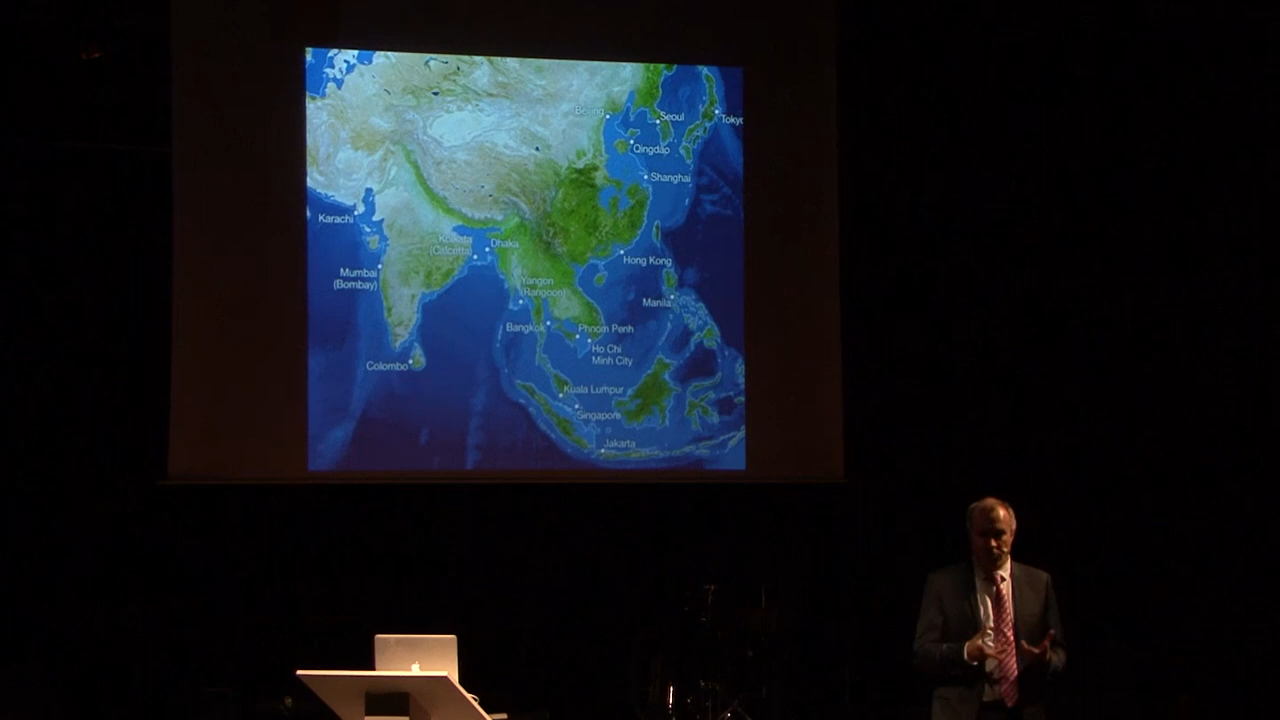 Beijing
Seoul
Tokyo
Qingdao
Shanghai
Karachi
Kolkata
(Calcutta)
Dhaka
Hong Kong
Mumbai
(Bombay)
Yangon
(Rangoon)
Manila
Bangkok
Phnom Penh
Ho Chi
Minh City
Colombo
Kuala Lumpur
Singapore
Jakarta